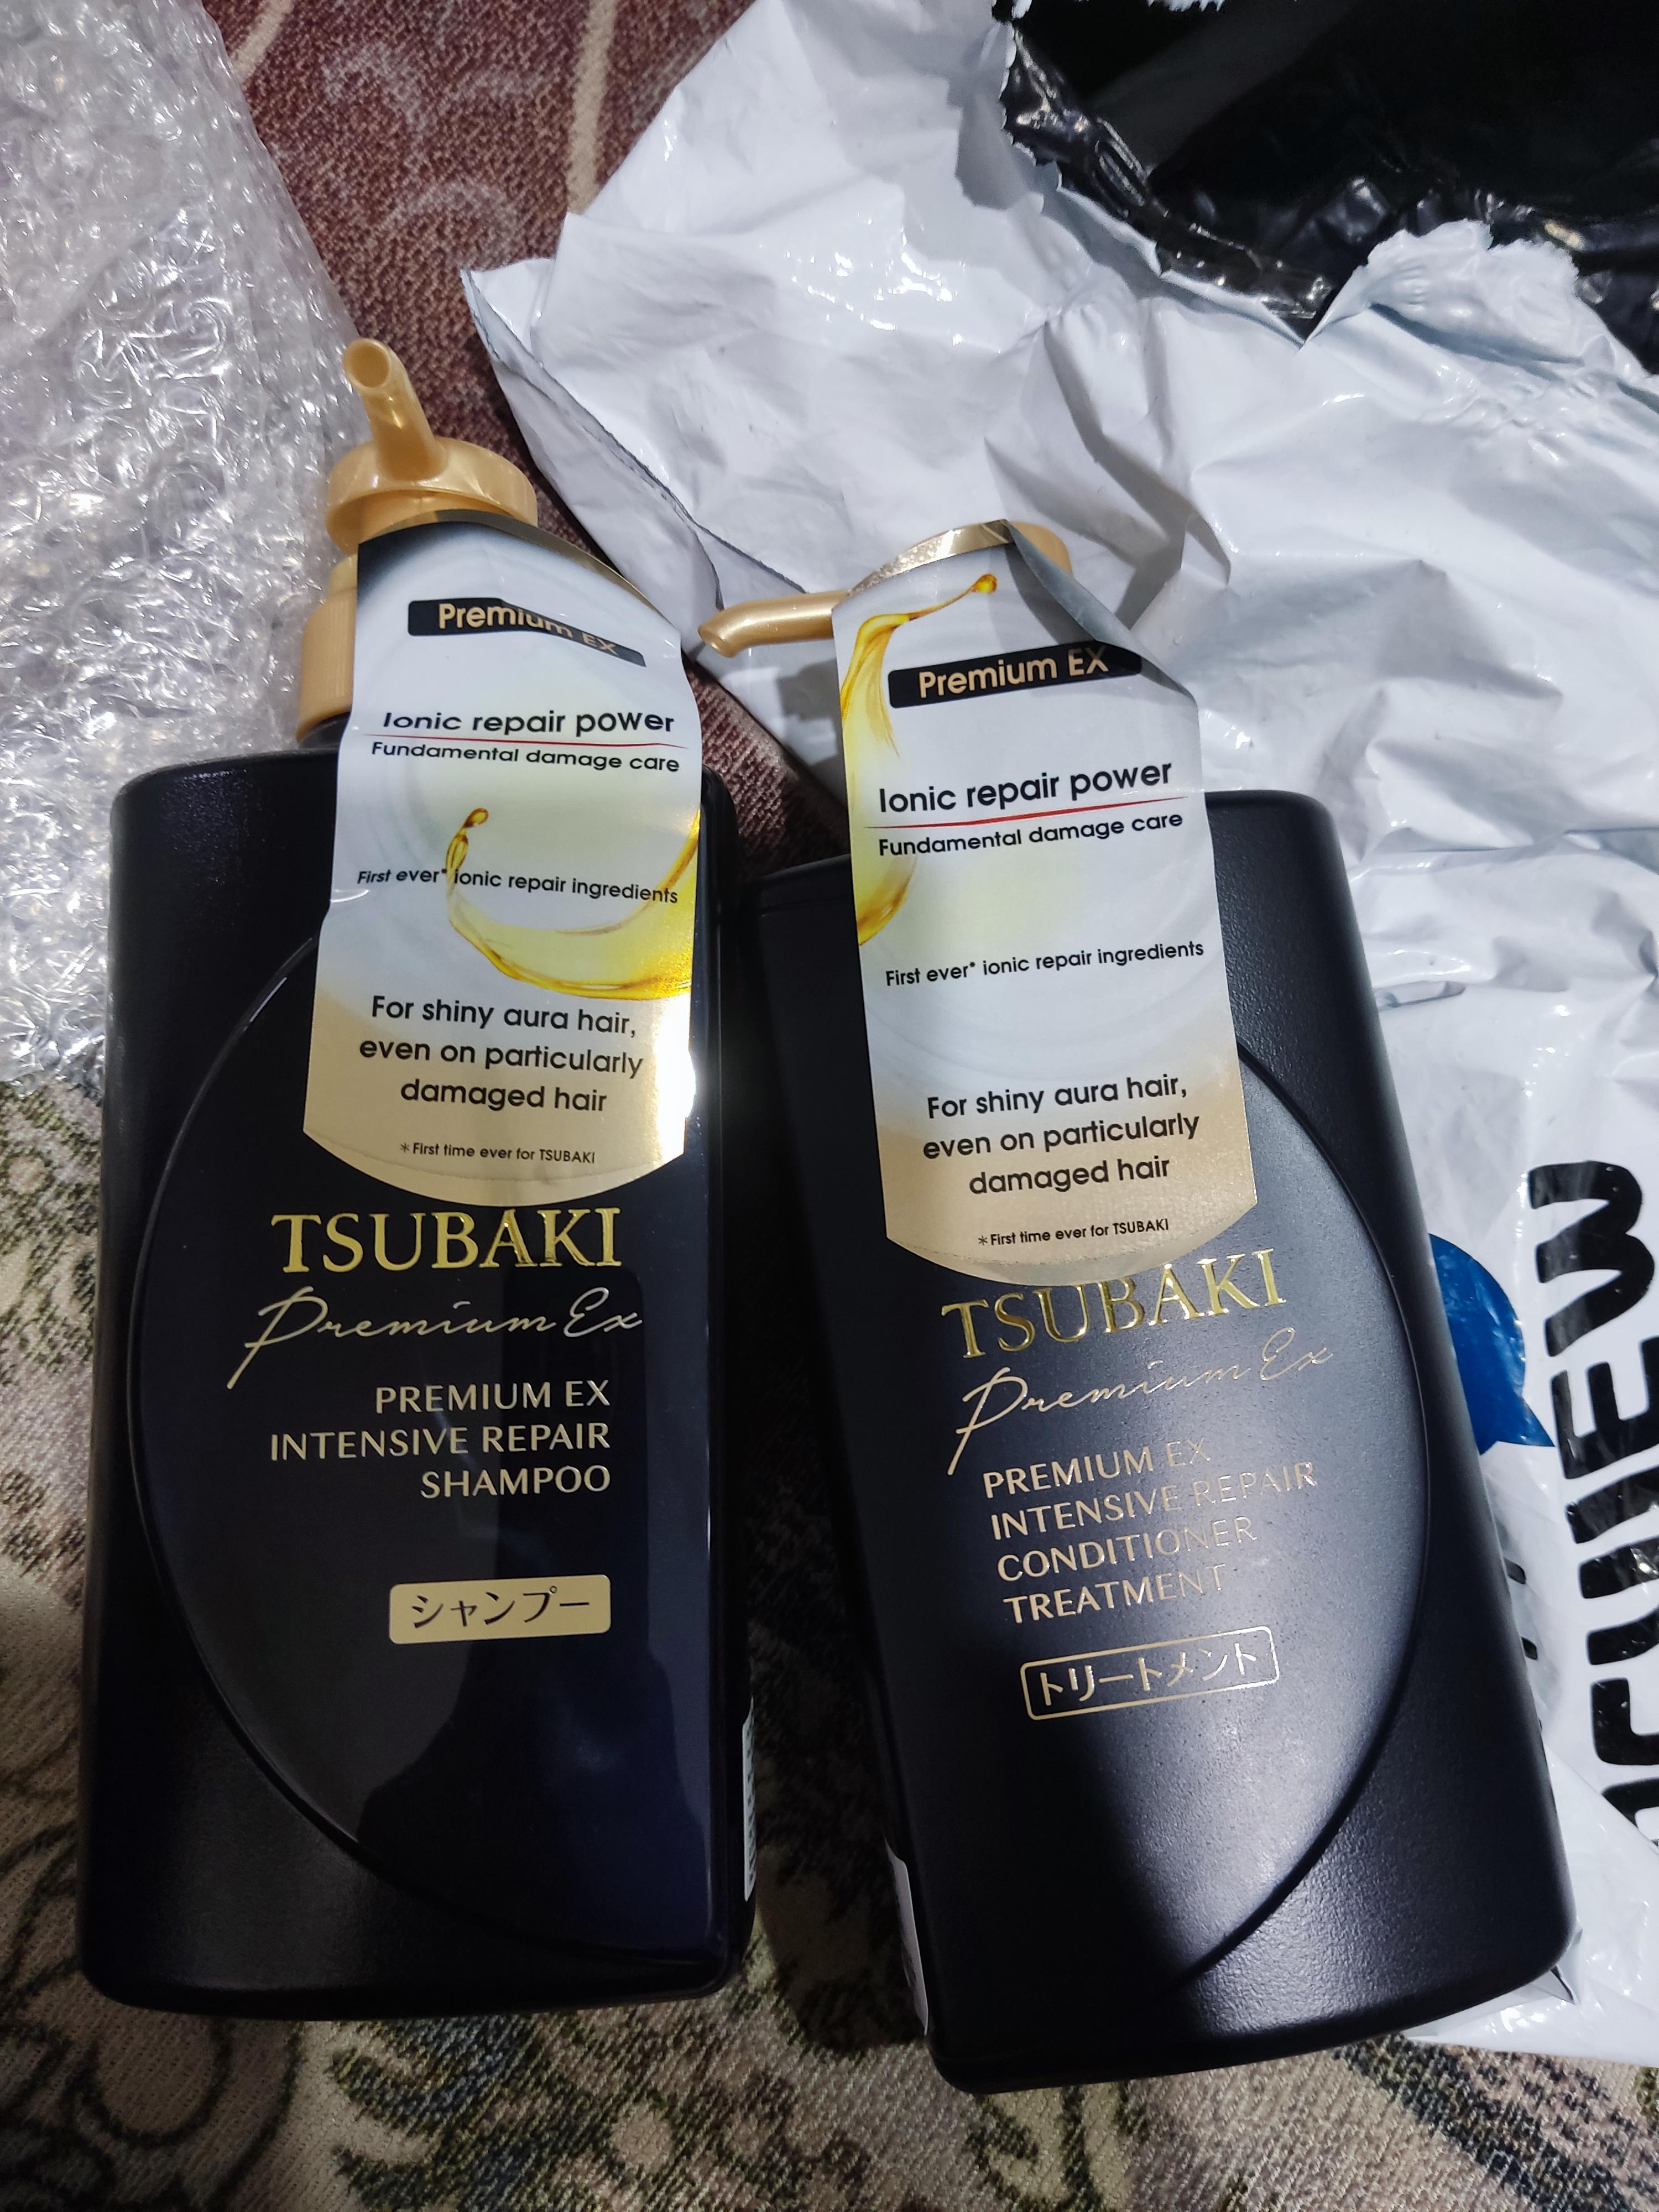 Premium EX
Ionic repair power
Fundamental damage care
First ever* ionic repair ingredients
For shiny aura hair,
even on particularly
damaged hair
*First time ever for TSUBAKI
TSUBAKI
Premium Ex
PREMIUM EX
INTENSIVE REPAIR
SHAMPOO
シャンプー
Premium EX
Ionic repair power
Fundamental damage care
First ever* ionic repair ingredients
For shiny aura hair,
even on particularly
damaged hair
*First time ever for TSUBAKI
TSUBAKI
Premium Ex
PREMIUM EX
INTENSIVE REPAIR
CONDITIONER
TREATMENT
トリートメント